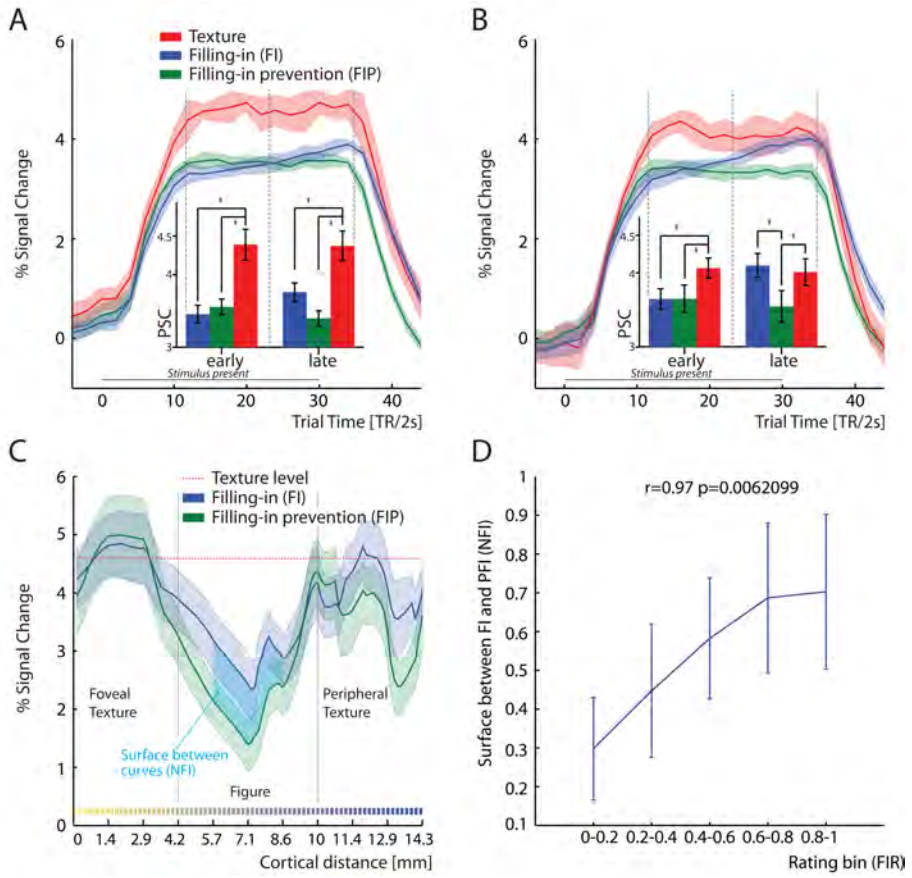 A
6
Texture
Filling-in (FI)
Filling-in prevention (FIP)
4
2
0
% Signal Change
4.5
4
3
PSC
early
late
Stimulus present
0
10
20
30
40
Trial Time [TR/2s]
B
6
4
2
0
% Signal Change
4.5
4
3
PSC
early
late
Stimulus present
0
10
20
30
40
Trial Time [TR/2s]
C
6
5
4
3
2
1
0
% Signal Change
Texture level
Filling-in (FI)
Filling-in prevention (FIP)
Foveal
Texture
Peripheral
Texture
Surface between
curves (NFI)
Figure
0 1.4 2.9 4.2 5.7 7.1 8.6 10 11.4 12.9 14.3
Cortical distance [mm]
D
1
0.9
0.8
0.7
0.6
0.5
0.4
0.3
0.2
0.1
Surface between FI and PFI (NFI)
r=0.97 p=0.0062099
0-0.2 0.2-0.4 0.4-0.6 0.6-0.8 0.8-1
Rating bin (FIR)